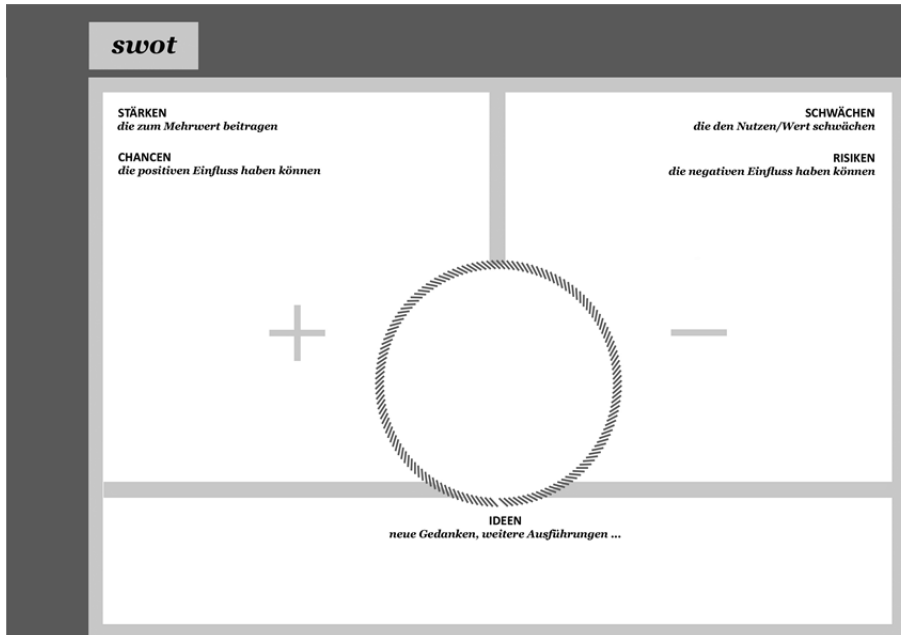 swot
STÄRKEN
die zum Mehrwert beitragen
CHANCEN
die positiven Einfluss haben können
SCHWÄCHEN
die den Nutzen/Wert schwächen
RISIKEN
die negativen Einfluss haben können
IDEEN
neue Gedanken, weitere Ausführungen ...